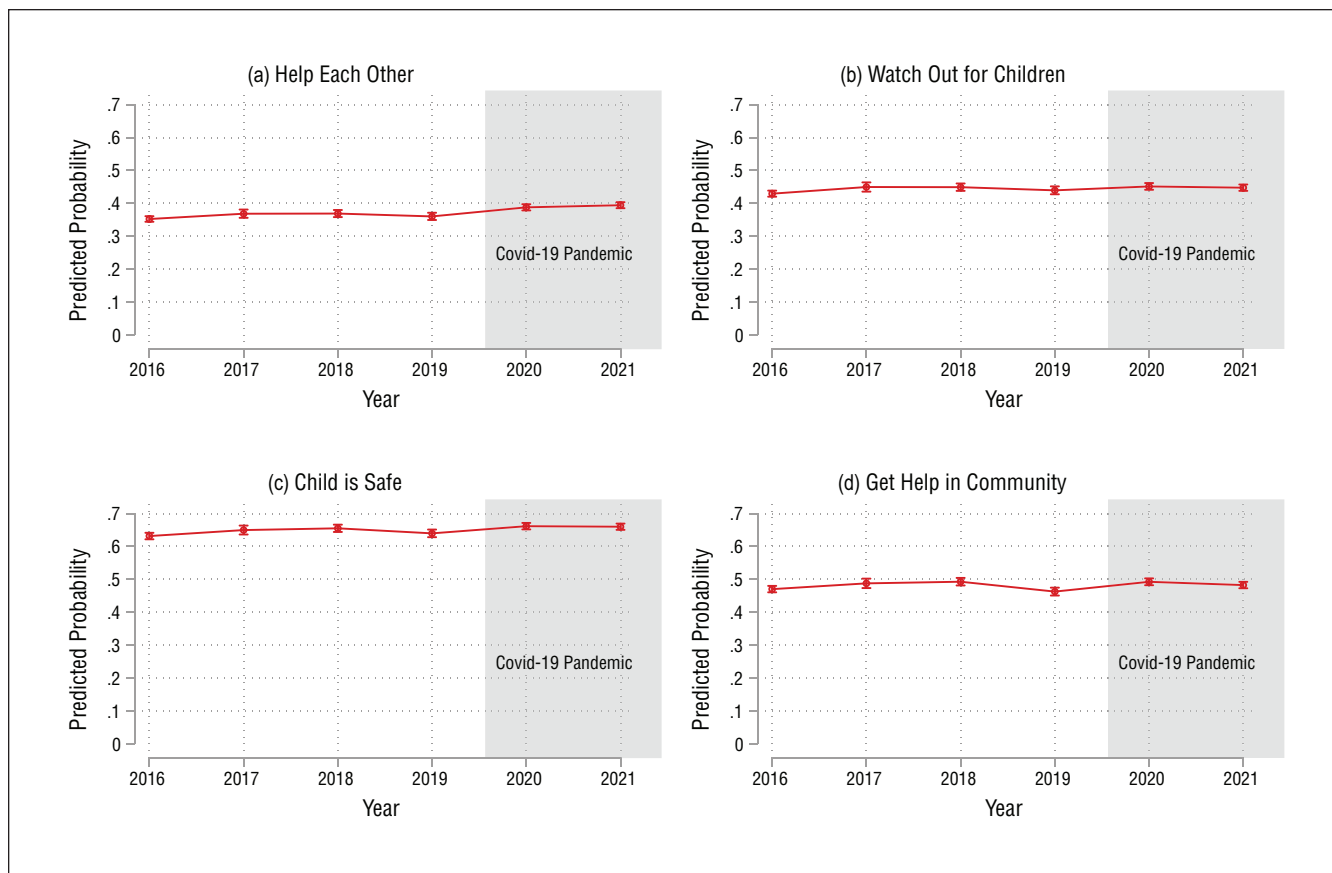 (a) Help Each Other
Predicted Probability
.7
.6
.5
.4
.3
.2
.1
0
Covid-19 Pandemic
2016 2017 2018 2019 2020 2021
Year
(b) Watch Out for Children
Predicted Probability
.7
.6
.5
.4
.3
.2
.1
0
Covid-19 Pandemic
2016 2017 2018 2019 2020 2021
Year
(c) Child is Safe
Predicted Probability
.7
.6
.5
.4
.3
.2
.1
0
Covid-19 Pandemic
2016 2017 2018 2019 2020 2021
Year
(d) Get Help in Community
Predicted Probability
.7
.6
.5
.4
.3
.2
.1
0
Covid-19 Pandemic
2016 2017 2018 2019 2020 2021
Year